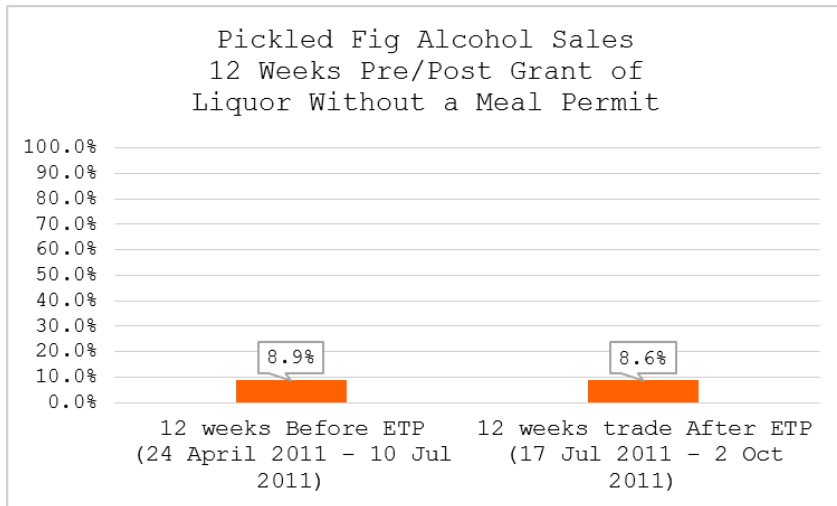 Pickled Fig Alcohol Sales
12 Weeks Pre/Post Grant of
Liquor Without a Meal Permit
100.0%
90.0%
80.0%
70.0%
60.0%
50.0%
40.0%
30.0%
20.0%
10.0%
0.0%
8.9%
8.6%
12 weeks Before ETP
(24 April 2011 – 10 Jul
2011)
12 weeks trade After ETP
(17 Jul 2011 – 2 Oct
2011)